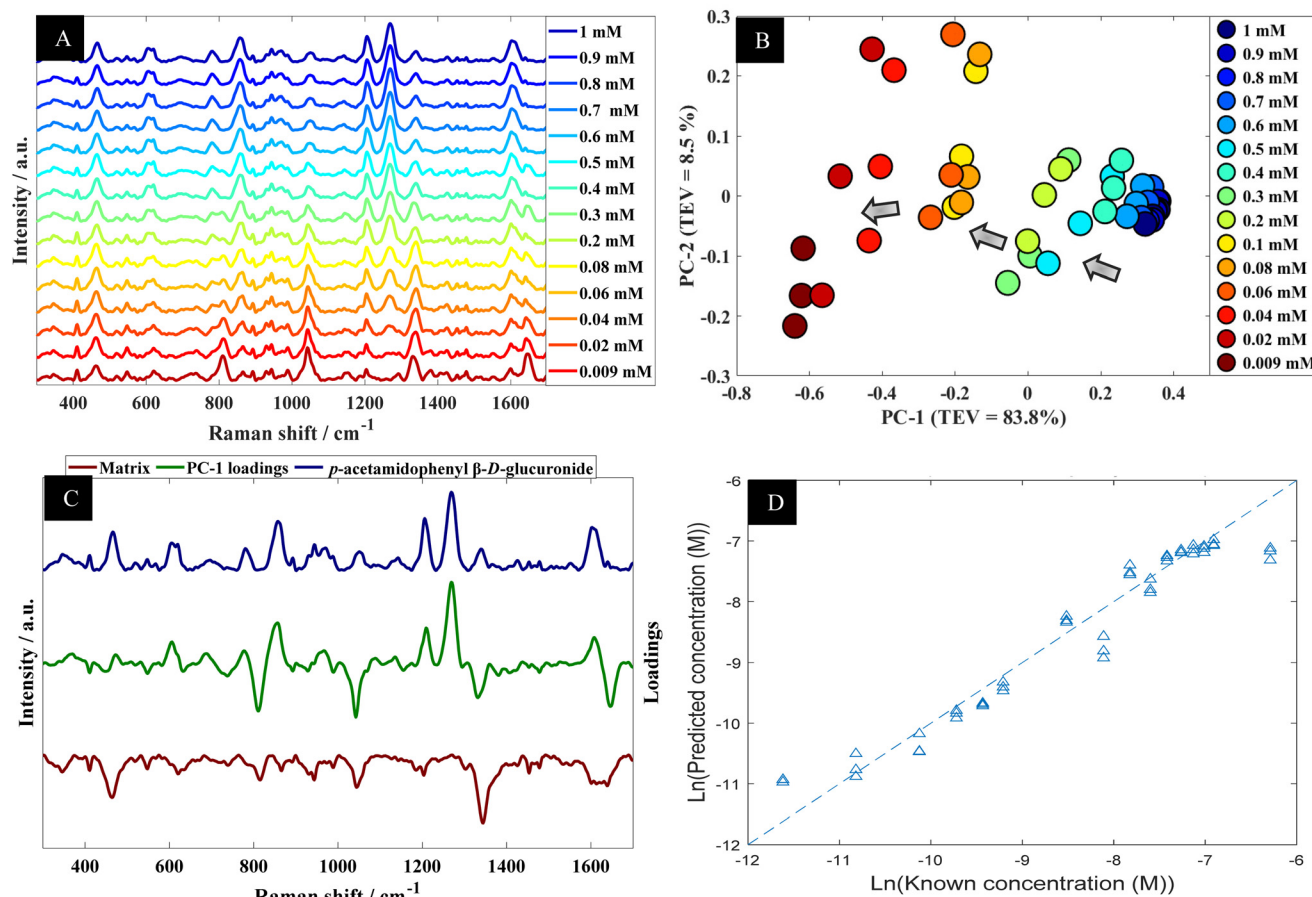 A
Intensity / a.u.
1 mM
0.9 mM
0.8 mM
0.7 mM
0.6 mM
0.5 mM
0.4 mM
0.3 mM
0.2 mM
0.08 mM
0.06 mM
0.04 mM
0.02 mM
0.009 mM
400 600 800 1000 1200 1400 1600
Raman shift / cm-1
B
PC-2 (TEV = 8.5 %)
0.3
0.2
0.1
0
-0.1
-0.2
-0.3
-0.8 -0.6 -0.4 -0.2 0 0.2 0.4
PC-1 (TEV = 83.8%)
1 mM
0.9 mM
0.8 mM
0.7 mM
0.6 mM
0.5 mM
0.4 mM
0.3 mM
0.2 mM
0.1 mM
0.08 mM
0.06 mM
0.04 mM
0.02 mM
0.009 mM
Matrix PC-1 loadings p-acetamidophenyl β-D-glucuronide
C
Intensity / a.u.
Loadings
400 600 800 1000 1200 1400 1600
Raman shift / cm-1
D
Ln(Predicted concentration (M))
-6
-7
-8
-9
-10
-11
-12
-12 -11 -10 -9 -8 -7 -6
Ln(Known concentration (M))